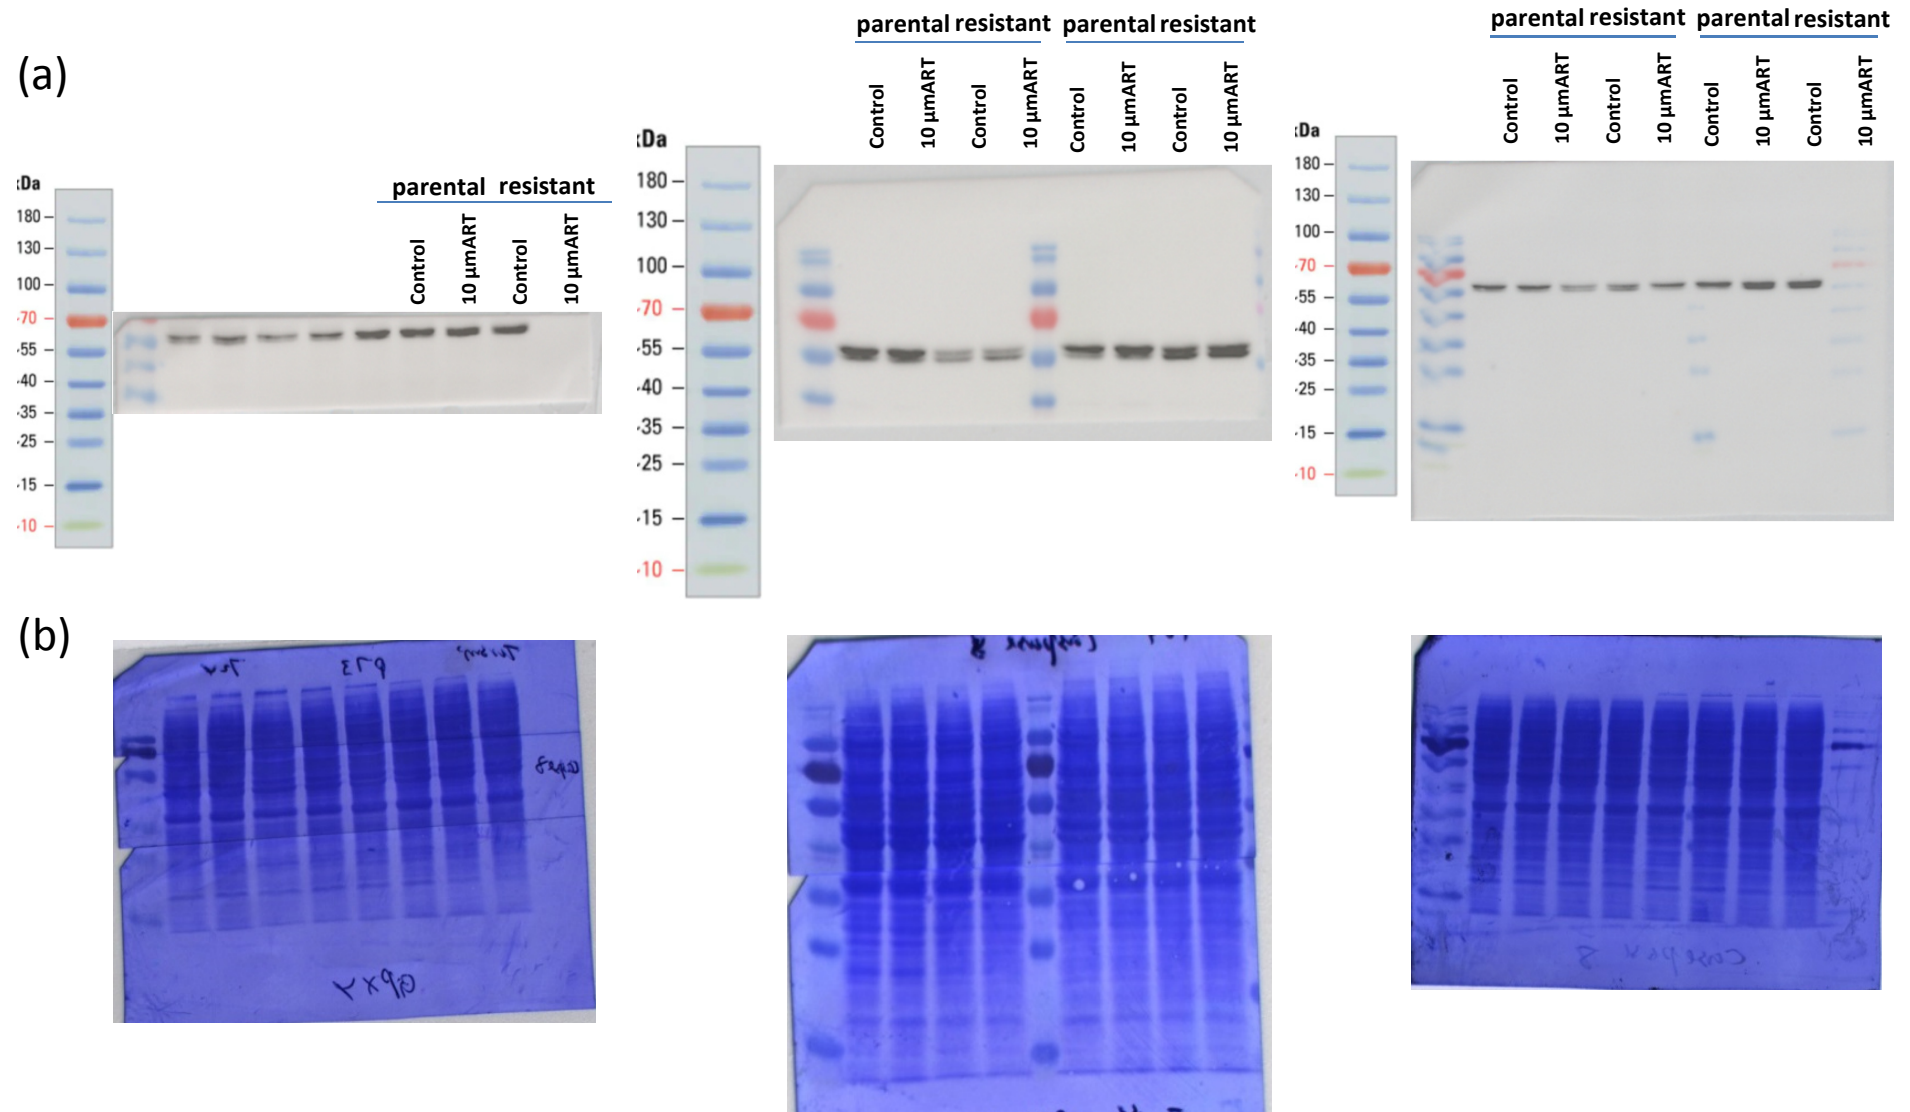 (a)
kDa
180
130
100
70
55
40
35
25
15
10
parental resistant
Control
10 µmART
Control
10 µmART
kDa
180
130
100
70
55
40
35
25
15
10
parental resistant parental resistant
Control
10 µmART
Control
10 µmART
Control
10 µmART
Control
10 µmART
kDa
180
130
100
70
55
40
35
25
15
10
parental resistant parental resistant
Control
10 µmART
Control
10 µmART
Control
10 µmART
Control
10 µmART
(b)
P73
Caspase 8